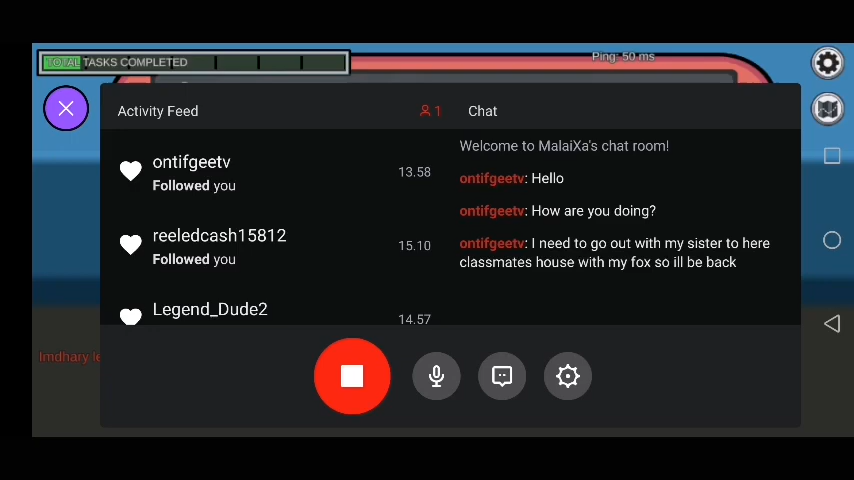 TOTAL TASKS COMPLETED
Ping: 50 ms
Activity Feed
1
Chat
Welcome to MalaiXa's chat room!
ontifgeetv
Followed you
13.58
ontifgeetv: Hello
ontifgeetv: How are you doing?
reeledcash15812
Followed you
15.10
ontifgeetv: I need to go out with my sister to here
classmates house with my fox so ill be back
Legend_Dude2
14.57
Imdhary le